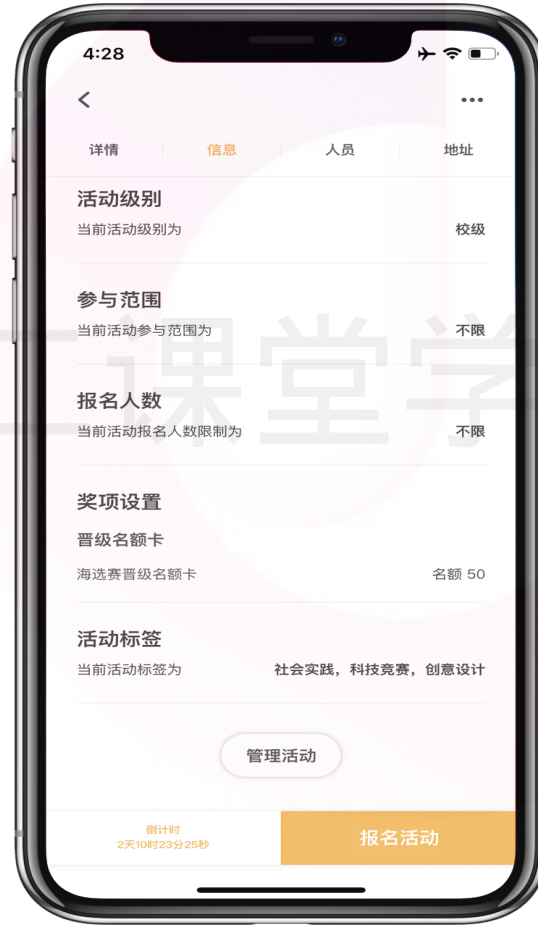 4:28
详情
信息
人员
地址
活动级别
当前活动级别为 校级
参与范围
当前活动参与范围为 不限
报名人数
当前活动报名人数限制为 不限
奖项设置
晋级名额卡
海选赛晋级名额卡 名额 50
活动标签
当前活动标签为 社会实践，科技竞赛，创意设计
管理活动
倒计时
2天10时23分25秒
报名活动
二课堂学